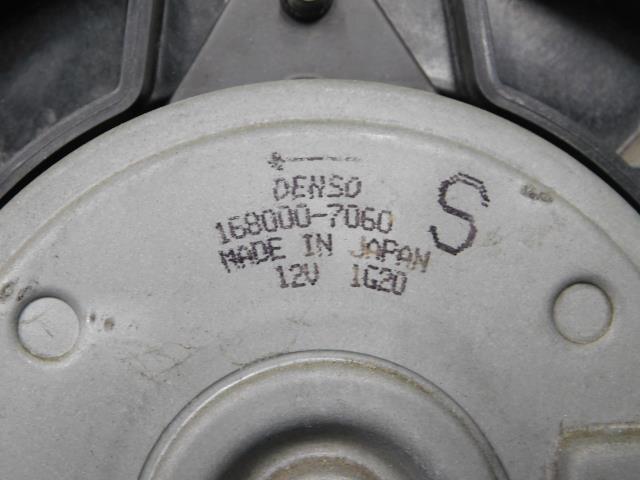 DENSO
168000-7060 S
MADE IN JAPAN
12V 1G20